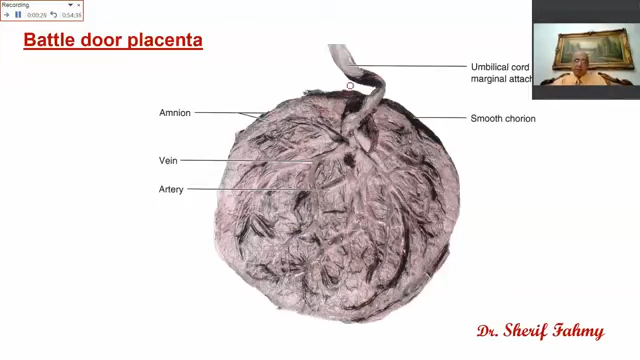 Recording
0:00:26
0:54:35
Battle door placenta
Umbilical cord
marginal attach
Amnion
Smooth chorion
Vein
Artery
Dr. Sherif Fahmy